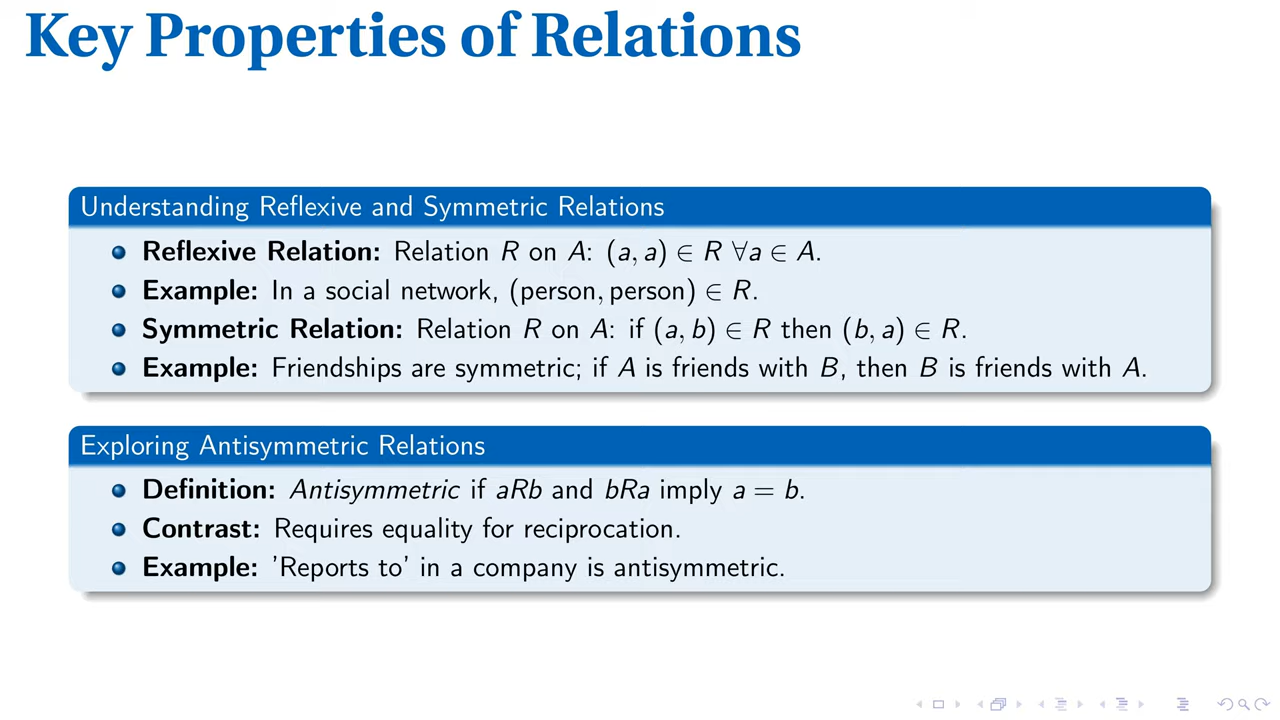 Key Properties of Relations
Understanding Reflexive and Symmetric Relations
Reflexive Relation: Relation R on A: (a, a) ∈ R ∀a ∈ A.
Example: In a social network, (person, person) ∈ R.
Symmetric Relation: Relation R on A: if (a, b) ∈ R then (b, a) ∈ R.
Example: Friendships are symmetric; if A is friends with B, then B is friends with A.
Exploring Antisymmetric Relations
Definition: Antisymmetric if aRb and bRa imply a = b.
Contrast: Requires equality for reciprocation.
Example: 'Reports to' in a company is antisymmetric.